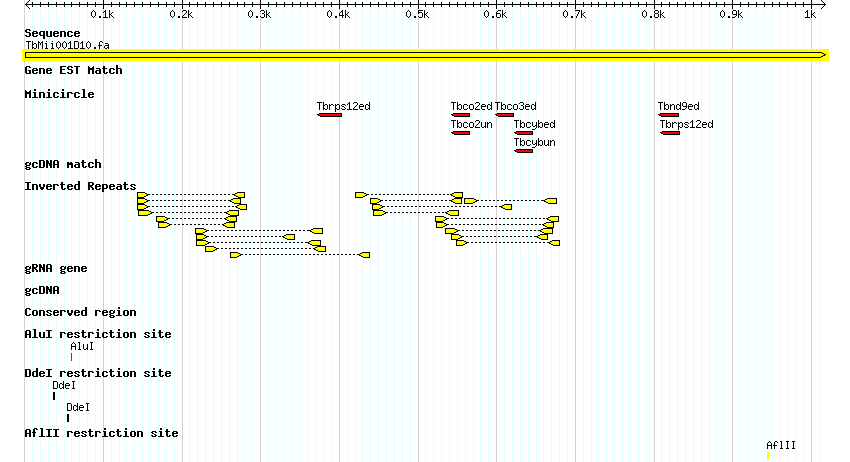 0.1k 0.2k 0.3k 0.4k 0.5k 0.6k 0.7k 0.8k 0.9k 1k
Sequence
TbMii001D10.fa
Gene EST Match
Minicircle
Tbrps12ed Tbco2ed Tbco3ed Tbnd9ed
Tbco2un Tbcybed Tbrps12ed
Tbcybun
gcDNA match
Inverted Repeats
gRNA gene
gcDNA
Conserved region
AluI restriction site
AluI
DdeI restriction site
DdeI
DdeI
AflII restriction site
AflII